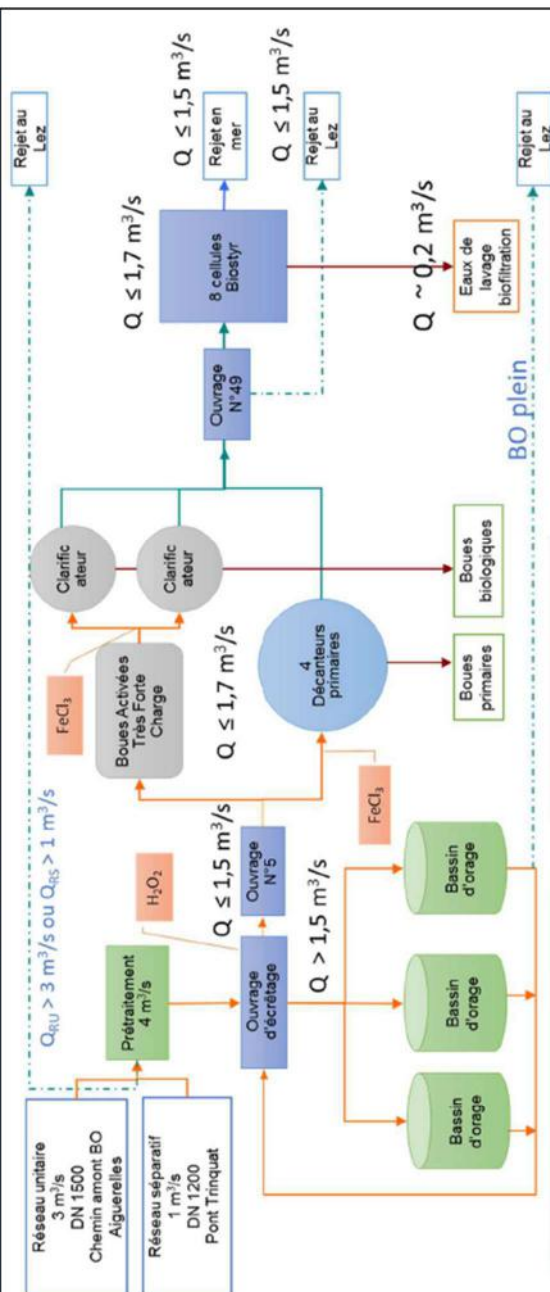 Réseau unitaire
3 m³/s
DN 1500
Chemin amont BO
Aiguerelles
Réseau séparatif
1 m³/s
DN 1200
Pont Trinquat
Q_RU > 3 m³/s ou Q_RS > 1 m³/s
Rejet au
Lez
Prétraitement
4 m³/s
H₂O₂
Ouvrage
d'écrêtage
Q ≤ 1,5 m³/s
Ouvrage
N°5
Q > 1,5 m³/s
Bassin
d'orage
Bassin
d'orage
Bassin
d'orage
FeCl₃
Boues Activées
Très Forte
Charge
Q ≤ 1,7 m³/s
FeCl₃
4
Décanteurs
primaires
Clarific
ateur
Clarific
ateur
Boues
primaires
Boues
biologiques
Ouvrage
N°49
Q ≤ 1,7 m³/s
8 cellules
Biostyr
Q ≤ 1,5 m³/s
Rejet en
mer
Q ≤ 1,5 m³/s
Rejet au
Lez
Q ~ 0,2 m³/s
Eaux de
lavage
biofiltration
BO plein
Rejet au
Lez